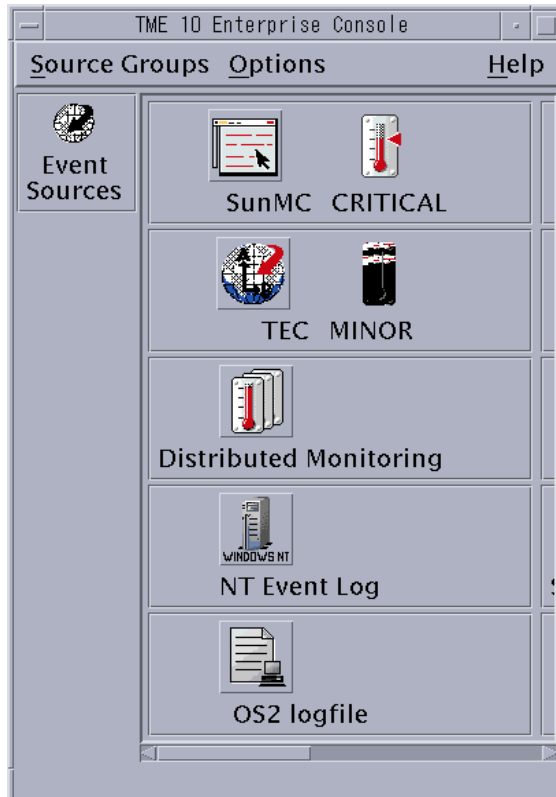 TME 10 Enterprise Console
Source Groups Options Help
Event
Sources
SunMC CRITICAL
TEC MINOR
Distributed Monitoring
WINDOWS NT
NT Event Log
OS2 logfile